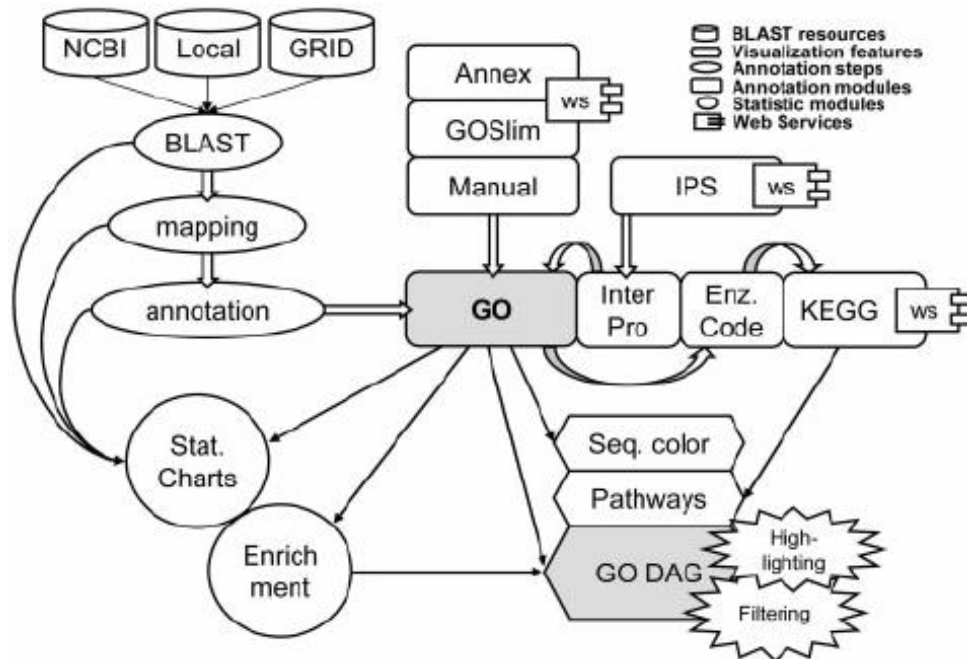 NCBI
Local
GRID
BLAST
mapping
annotation
Annex
ws
GOSlim
Manual
BLAST resources
Visualization features
Annotation steps
Annotation modules
Statistic modules
Web Services
IPS
ws
GO
Inter
Pro
Enz.
Code
KEGG
ws
Stat.
Charts
Enrich
ment
Seq. color
Pathways
GO DAG
High-
lighting
Filtering